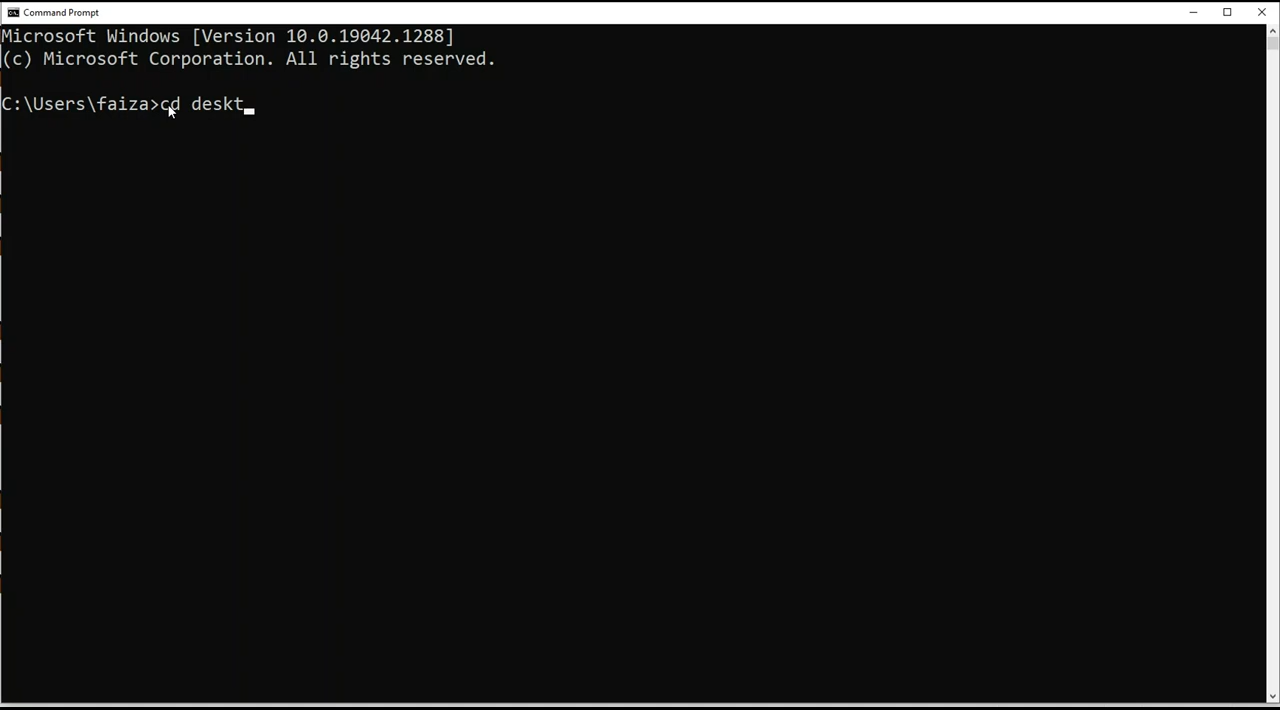 Command Prompt
Microsoft Windows [Version 10.0.19042.1288]
(c) Microsoft Corporation. All rights reserved.
C:\Users\faiza>cd deskt